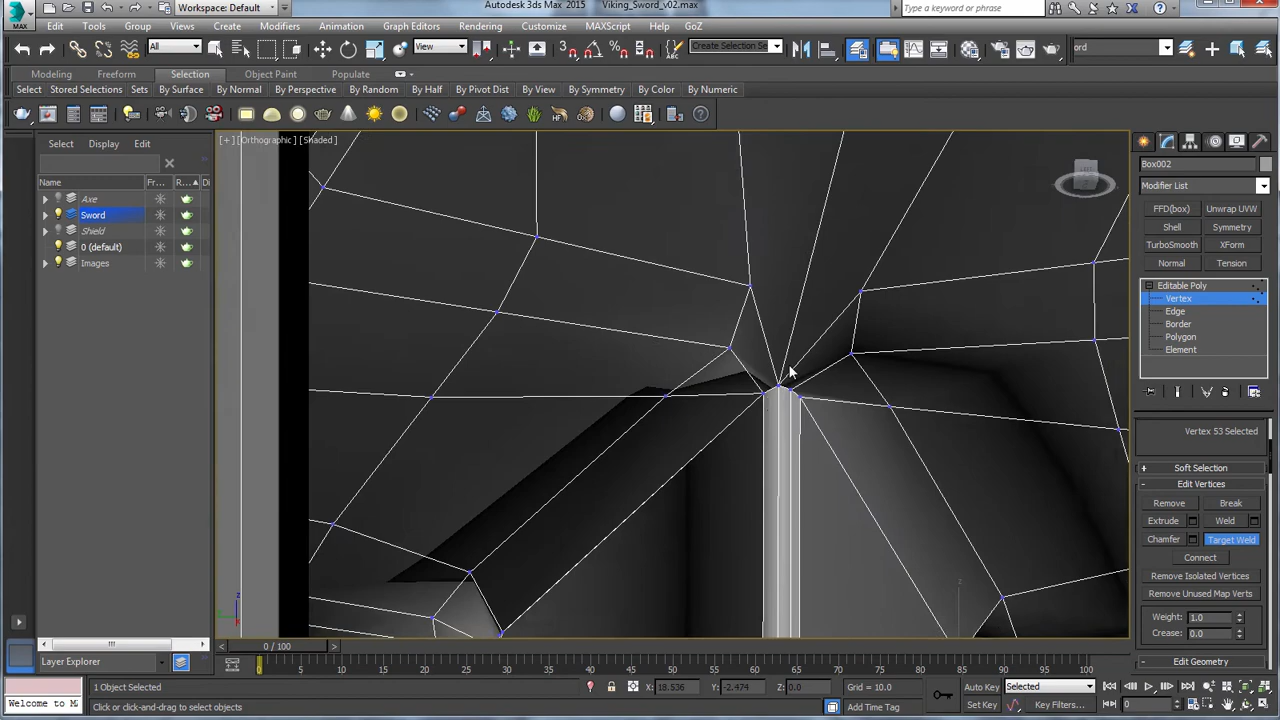 Workspace: Default
Autodesk 3ds Max 2015
Viking_Sword_v02.max
Type a keyword or phrase
MAX
Edit Tools Group Views Create Modifiers Animation Graph Editors Rendering Customize MAXScript Help GoZ
All
View
Create Selection Se
ord
Modeling Freeform Selection Object Paint Populate
Select Stored Selections Sets By Surface By Normal By Perspective By Random By Half By Pivot Dist By View By Symmetry By Color By Numeric
Select Display Edit
[+] [Orthographic] [Shaded]
Name Fr... R... Di
Axe
Sword
Shield
0 (default)
Images
Box002
Modifier List
FFD(box) Unwrap UVW
Shell Symmetry
TurboSmooth XForm
Normal Tension
Editable Poly
Vertex
Edge
Border
Polygon
Element
Vertex 53 Selected
Soft Selection
Edit Vertices
Remove Break
Extrude Weld
Chamfer Target Weld
Connect
Remove Isolated Vertices
Remove Unused Map Verts
Weight: 1.0
Crease: 0.0
Edit Geometry
z
z
0 / 100
Layer Explorer
0 5 10 15 20 25 30 35 40 45 50 55 60 65 70 75 80 85 90 95 100
1 Object Selected
X: 18.536 Y: -2.474 Z: 0.0 Grid = 10.0
Auto Key Selected
Welcome to M
Click or click-and-drag to select objects
Add Time Tag
Set Key Key Filters...
0